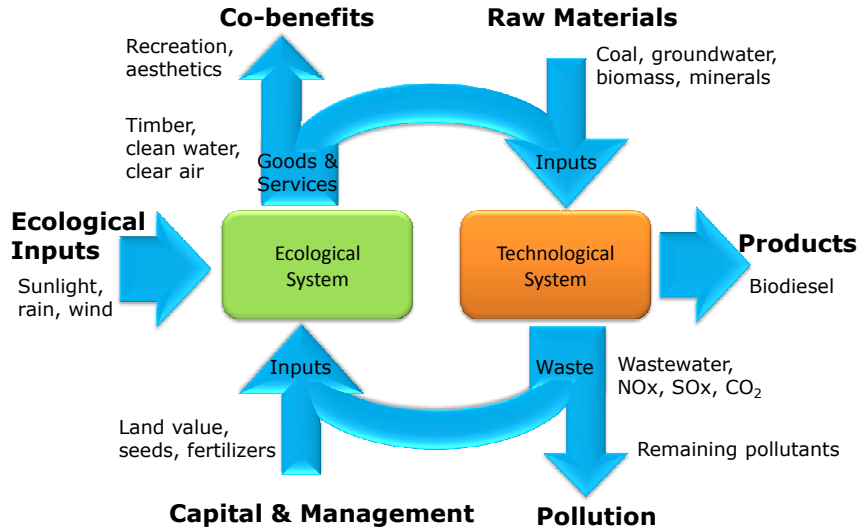 Co-benefits
Raw Materials
Recreation,
aesthetics
Coal, groundwater,
biomass, minerals
Timber,
clean water,
clear air
Goods &
Services
Inputs
Ecological
Inputs
Sunlight,
rain, wind
Ecological
System
Technological
System
Products
Biodiesel
Inputs
Waste
Wastewater,
NOx, SOx, CO₂
Land value,
seeds, fertilizers
Remaining pollutants
Capital & Management
Pollution